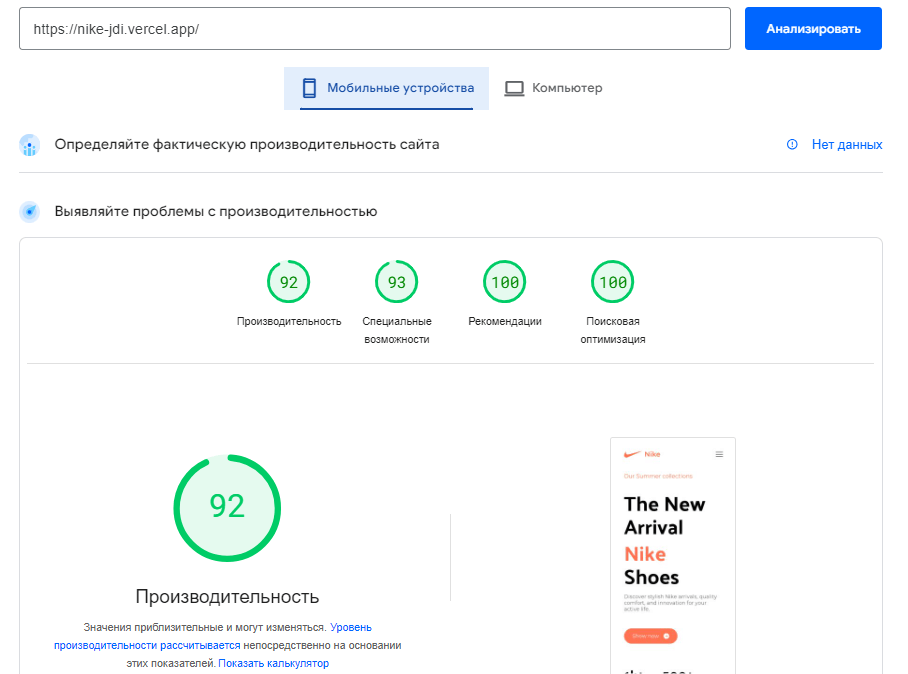 https://nike-jdi.vercel.app/
Анализировать
Мобильные устройства
Компьютер
Определяйте фактическую производительность сайта
Нет данных
Выявляйте проблемы с производительностью
92
93
100
100
Производительность
Специальные
возможности
Рекомендации
Поисковая
оптимизация
92
Производительность
Значения приблизительные и могут изменяться. Уровень
производительности рассчитывается непосредственно на основании
этих показателей. Показать калькулятор
Nike
Our Summer collections
The New
Arrival
Nike
Shoes
Discover stylish Nike arrivals, quality
comfort, and innovation for your
active life.
Shop now